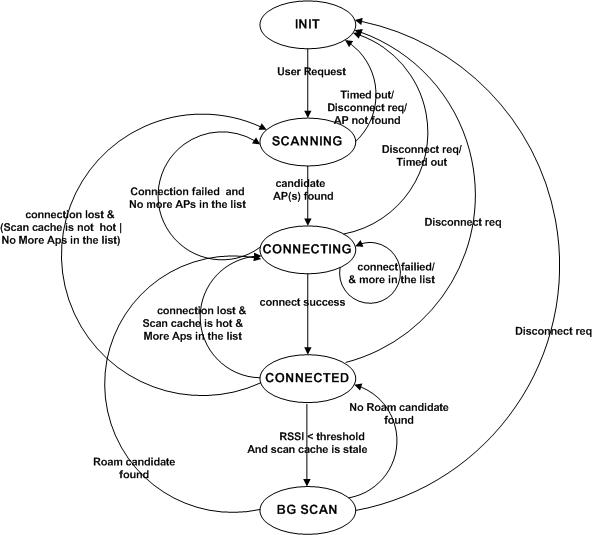 INIT
User Request
Timed out/
Disconnect req/
AP not found
SCANNING
Disconnect req/
Timed out
candidate
AP(s) found
Connection failed and
No more APs in the list
connection lost &
(Scan cache is not hot |
No More Aps in the list)
Disconnect req
CONNECTING
connect failied/
& more in the list
connect success
connection lost &
Scan cache is hot &
More Aps in the list
Disconnect req
CONNECTED
No Roam candidate
found
RSSI < threshold
And scan cache is stale
Roam candidate
found
BG SCAN